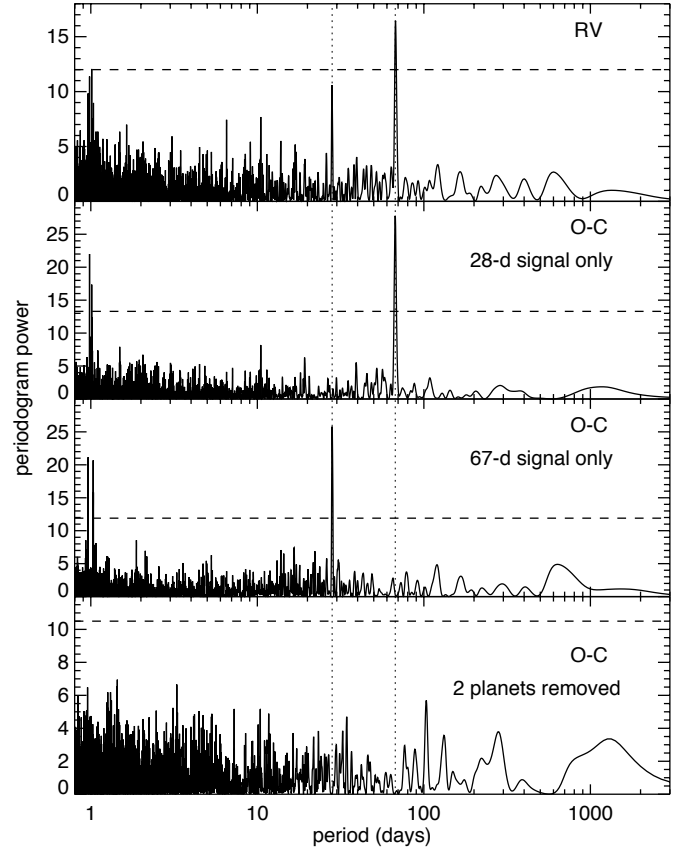 RV
15
10
5
0
O-C
28-d signal only
25
20
15
10
5
0
O-C
67-d signal only
25
20
15
10
5
0
O-C
2 planets removed
10
8
6
4
2
0
periodogram power
1 10 100 1000
period (days)